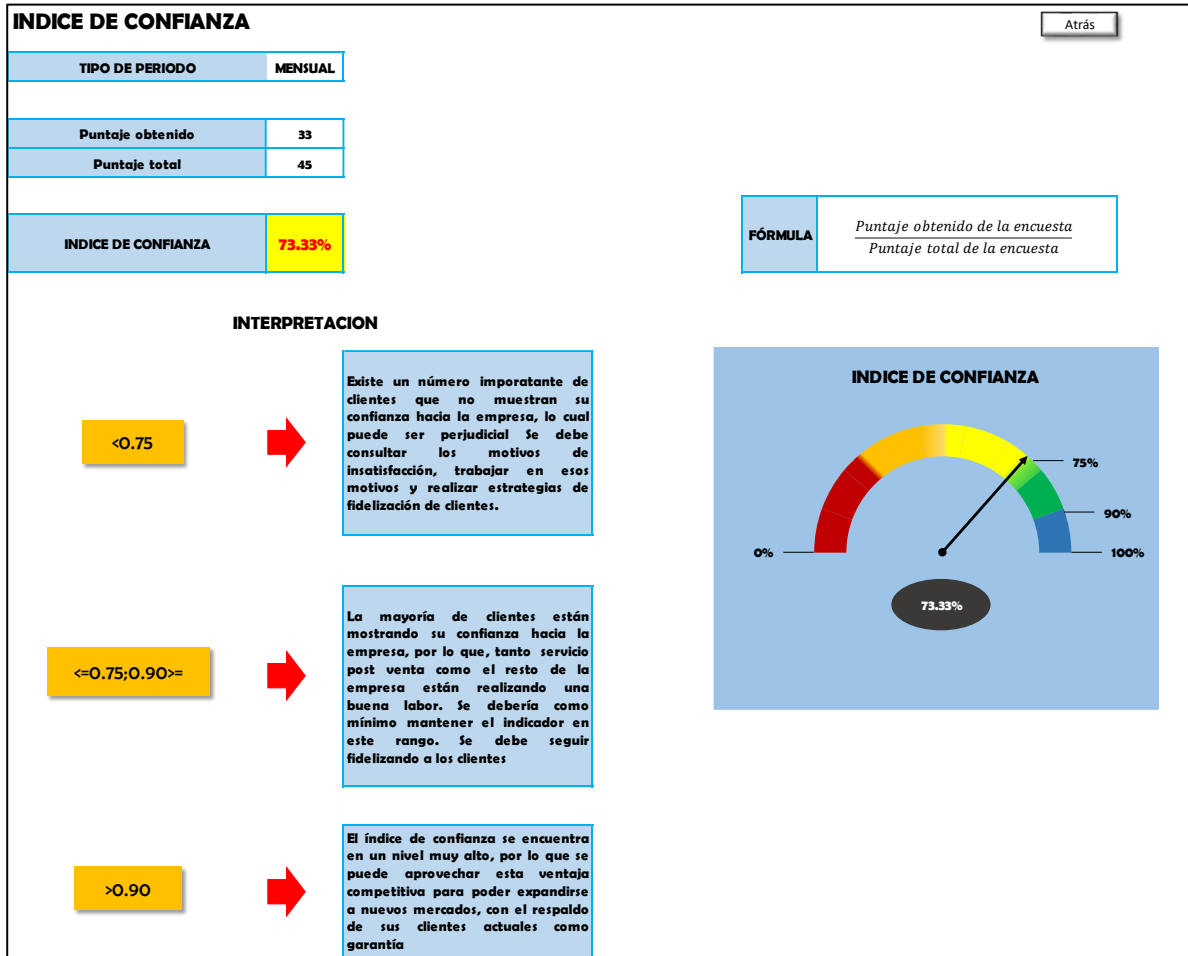 INDICE DE CONFIANZA
Atrás
TIPO DE PERIODO MENSUAL
Puntaje obtenido 33
Puntaje total 45
INDICE DE CONFIANZA 73.33%
FÓRMULA
Puntaje obtenido de la encuesta
Puntaje total de la encuesta
INTERPRETACION
<0.75
Existe un número imporatante de
clientes que no muestran su
confianza hacia la empresa, lo cual
puede ser perjudicial Se debe
consultar los motivos de
insatisfacción, trabajar en esos
motivos y realizar estrategias de
fidelización de clientes.
<=0.75;0.90>=
La mayoría de clientes están
mostrando su confianza hacia la
empresa, por lo que, tanto servicio
post venta como el resto de la
empresa están realizando una
buena labor. Se debería como
mínimo mantener el indicador en
este rango. Se debe seguir
fidelizando a los clientes
>0.90
El índice de confianza se encuentra
en un nivel muy alto, por lo que se
puede aprovechar esta ventaja
competitiva para poder expandirse
a nuevos mercados, con el respaldo
de sus clientes actuales como
garantía
INDICE DE CONFIANZA
75%
90%
0%
100%
73.33%